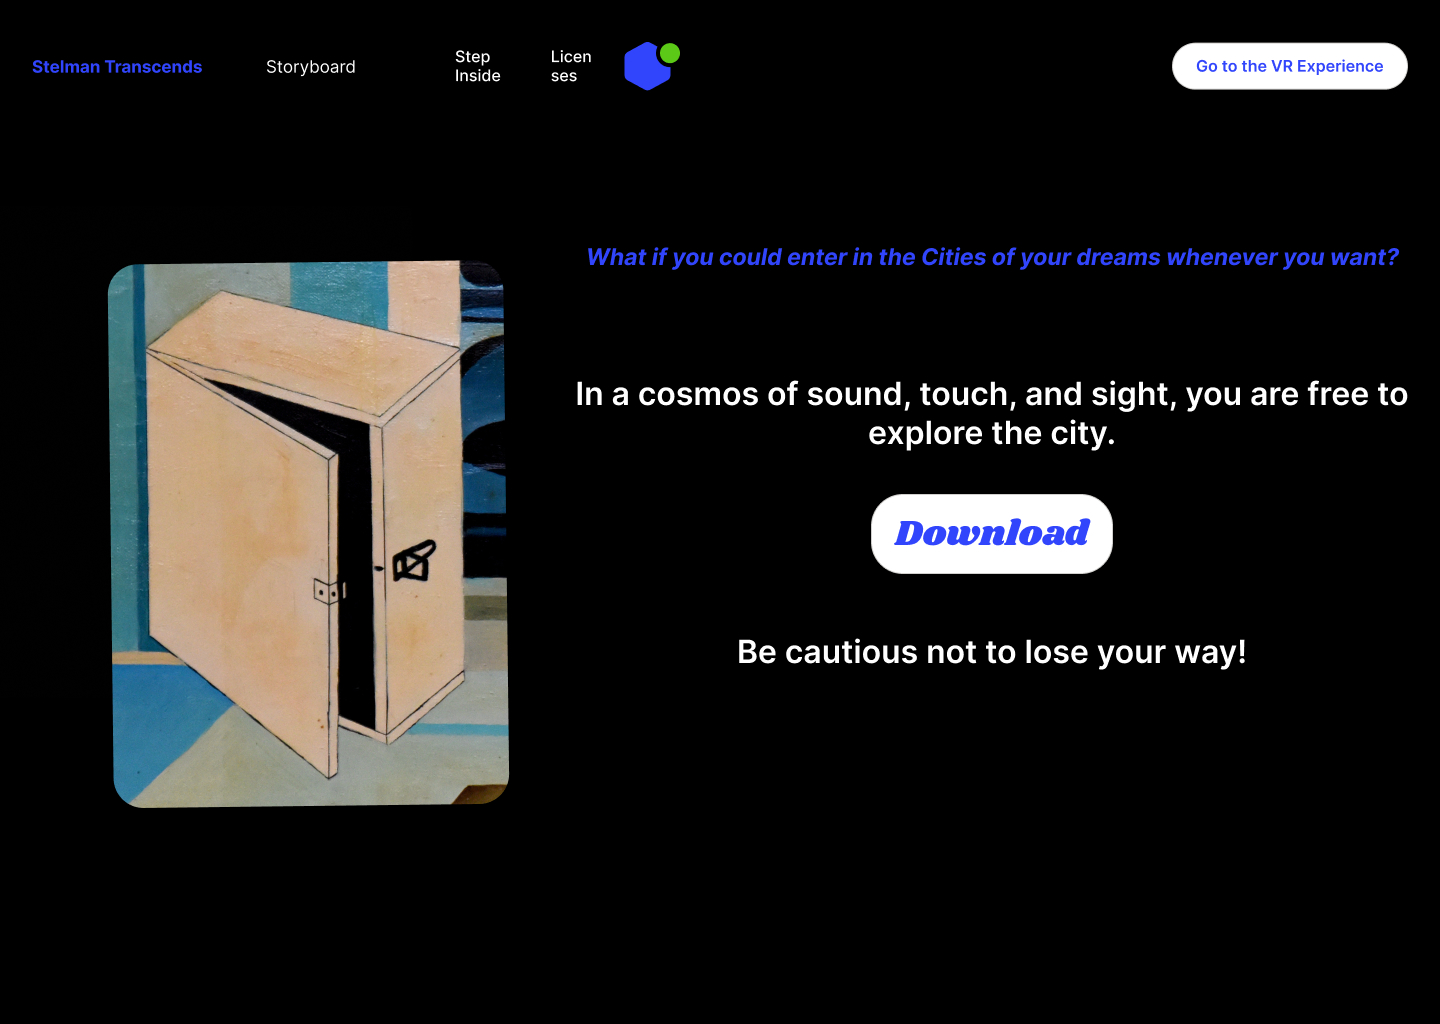 Stelman Transcends
Storyboard
Step
Inside
Licen
ses
Go to the VR Experience
What if you could enter in the Cities of your dreams whenever you want?
In a cosmos of sound, touch, and sight, you are free to
explore the city.
Download
Be cautious not to lose your way!